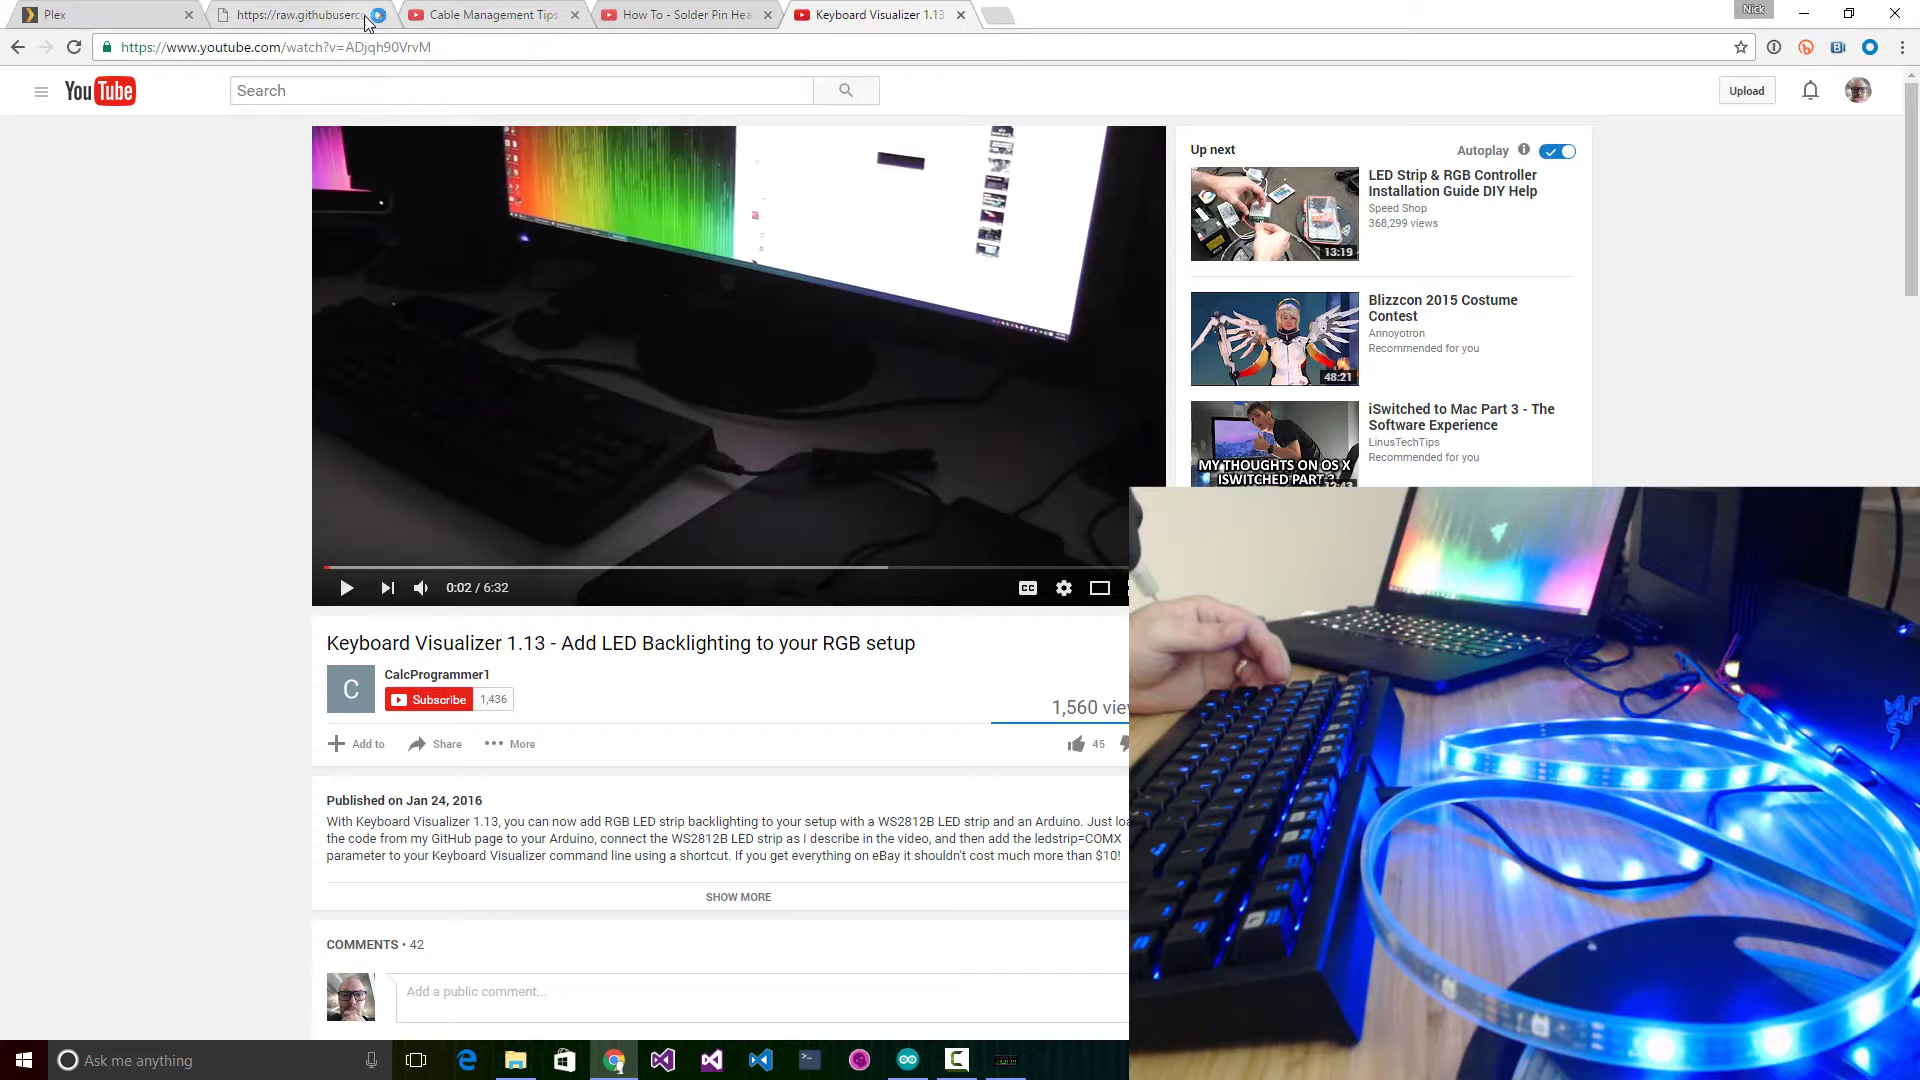 Plex
https://raw.githubuserco
Cable Management Tips
How To - Solder Pin Hea
Keyboard Visualizer 1.13
Nick
https://www.youtube.com/watch?v=ADjqh90VrvM
YouTube
Search
Upload
Up next
Autoplay
LED Strip & RGB Controller
Installation Guide DIY Help
Speed Shop
368,299 views
13:19
Blizzcon 2015 Costume
Contest
Annoyotron
Recommended for you
48:21
iSwitched to Mac Part 3 - The
Software Experience
LinusTechTips
Recommended for you
MY THOUGHTS ON OS X
ISWITCHED PART 3
12:43
0:02 / 6:32
CC
Keyboard Visualizer 1.13 - Add LED Backlighting to your RGB setup
C
CalcProgrammer1
Subscribe
1,436
1,560 view
Add to
Share
More
45
Published on Jan 24, 2016
With Keyboard Visualizer 1.13, you can now add RGB LED strip backlighting to your setup with a WS2812B LED strip and an Arduino. Just loa
the code from my GitHub page to your Arduino, connect the WS2812B LED strip as I describe in the video, and then add the ledstrip=COMX
parameter to your Keyboard Visualizer command line using a shortcut. If you get everything on eBay it shouldn't cost much more than $10!
SHOW MORE
COMMENTS • 42
Add a public comment...
Ask me anything